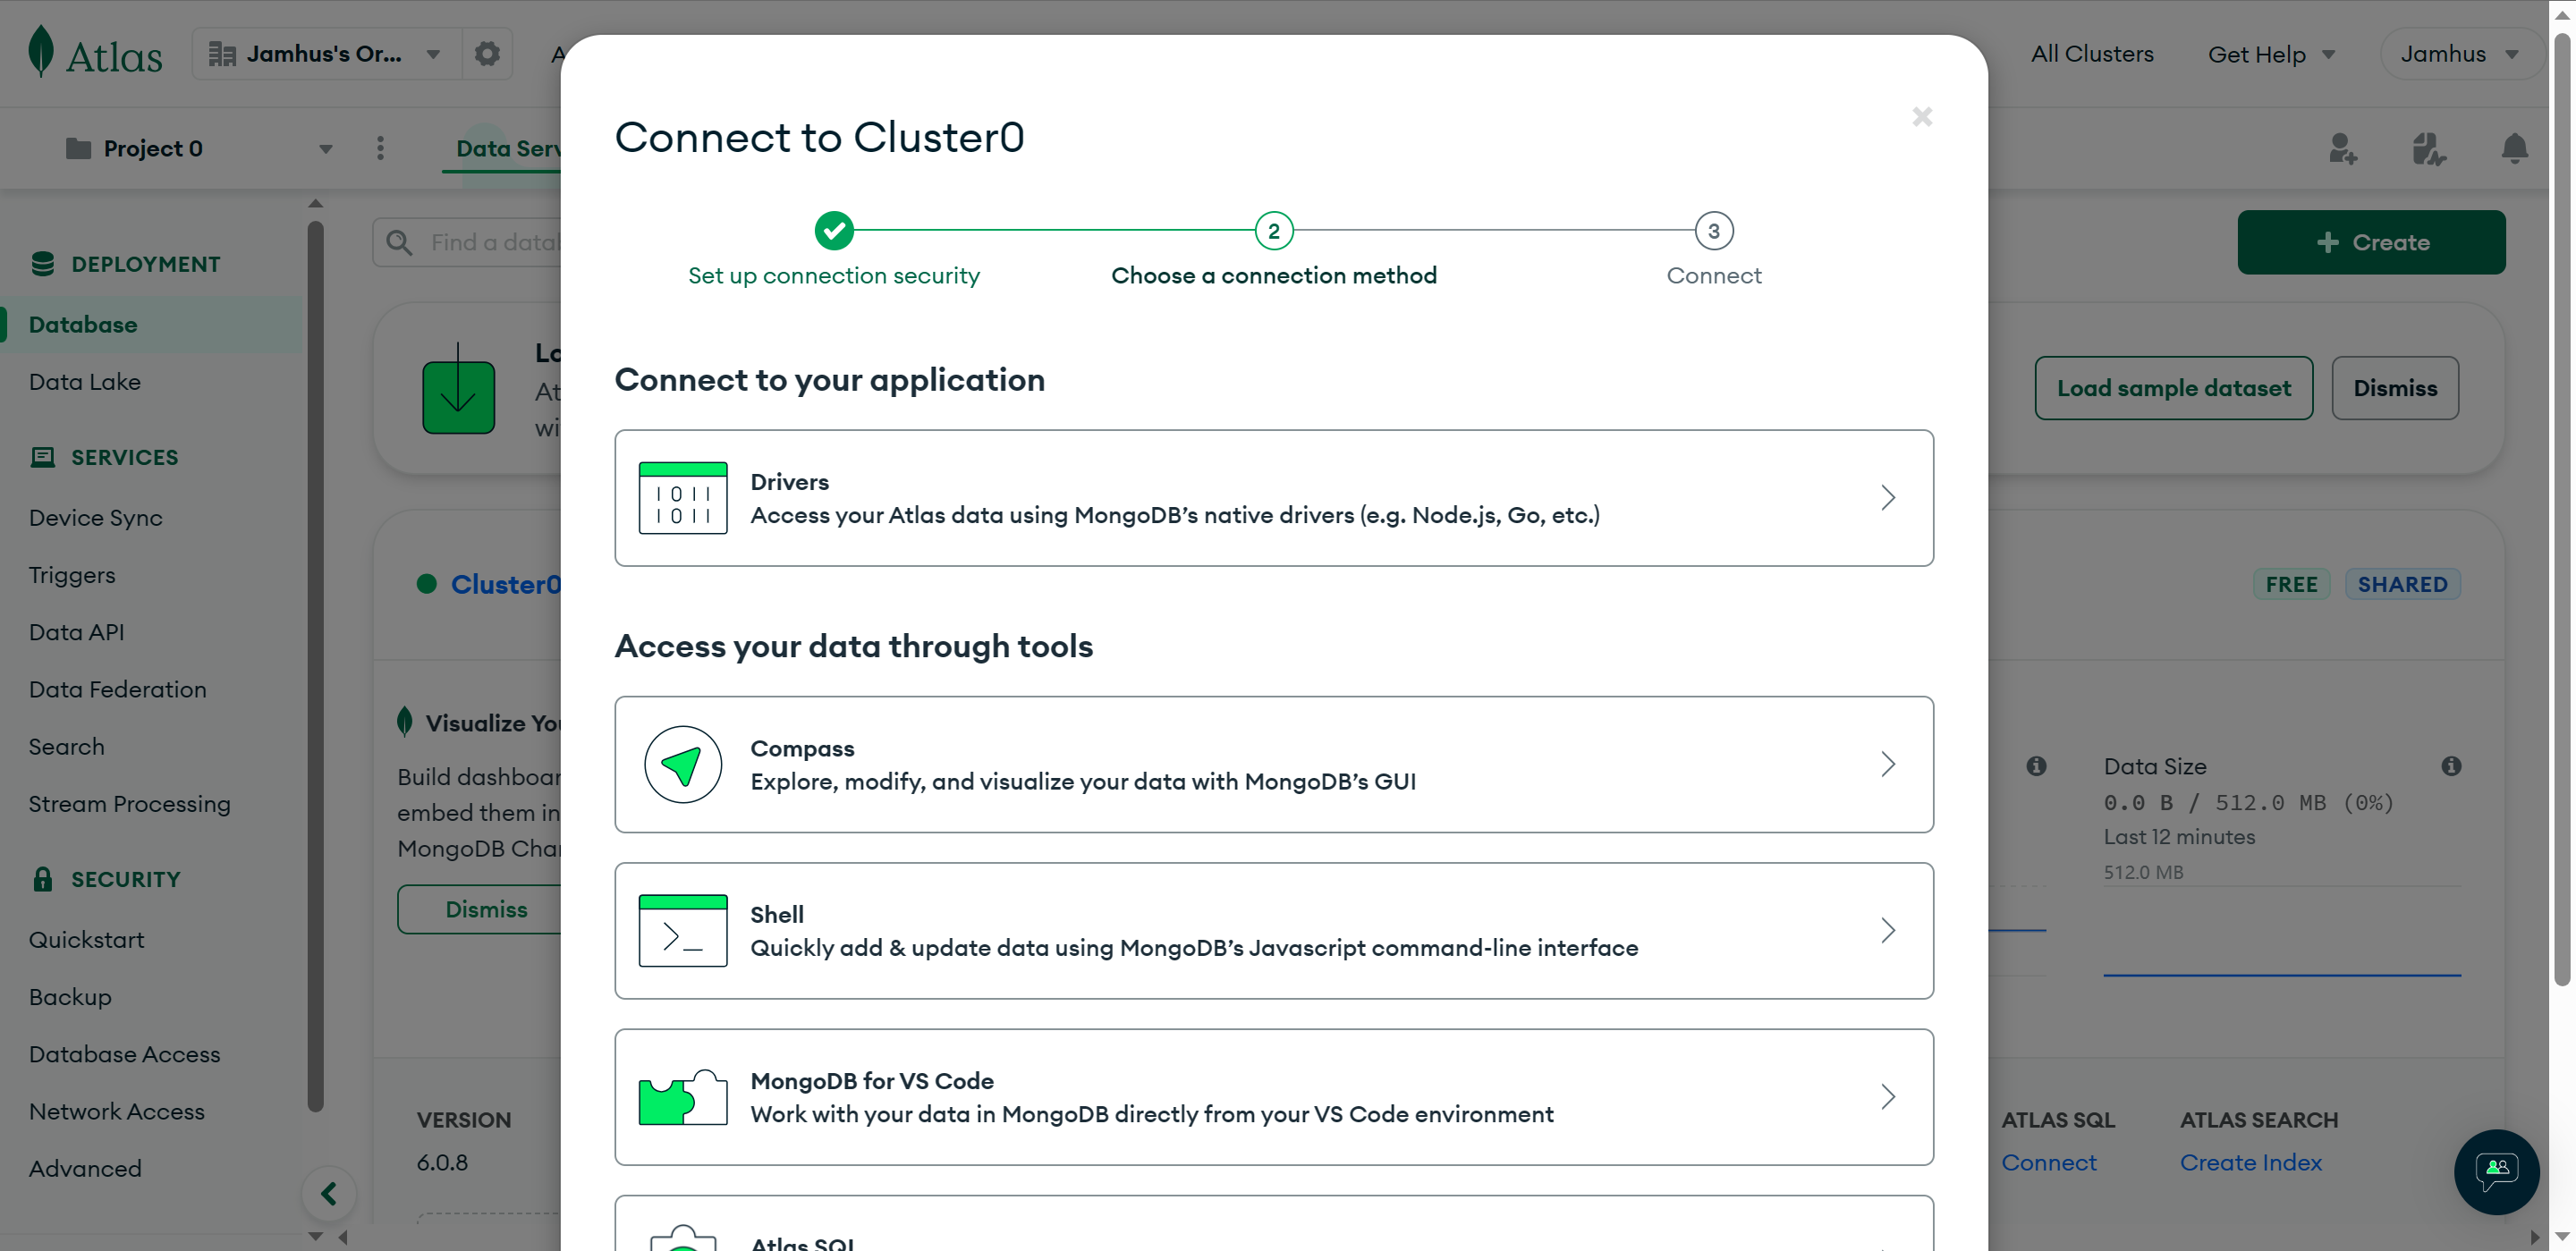 Atlas
Jamhus's Or...
A
All Clusters
Get Help
Jamhus
Project 0
Data Serv
Connect to Cluster0
2
3
Set up connection security
Choose a connection method
Connect
Find a datab
+ Create
DEPLOYMENT
Database
Data Lake
SERVICES
Device Sync
Triggers
Data API
Data Federation
Search
Stream Processing
SECURITY
Quickstart
Backup
Database Access
Network Access
Advanced
Lo
At
wi
Load sample dataset
Dismiss
Cluster0
FREE
SHARED
Visualize You
Build dashboar
embed them in
MongoDB Char
Dismiss
VERSION
6.0.8
Connect to your application
1011
1011
Drivers
Access your Atlas data using MongoDB’s native drivers (e.g. Node.js, Go, etc.)
Access your data through tools
Compass
Explore, modify, and visualize your data with MongoDB’s GUI
>_
Shell
Quickly add & update data using MongoDB’s Javascript command-line interface
MongoDB for VS Code
Work with your data in MongoDB directly from your VS Code environment
Atlas SQL
Data Size
0.0 B / 512.0 MB (0%)
Last 12 minutes
512.0 MB
ATLAS SQL
Connect
ATLAS SEARCH
Create Index